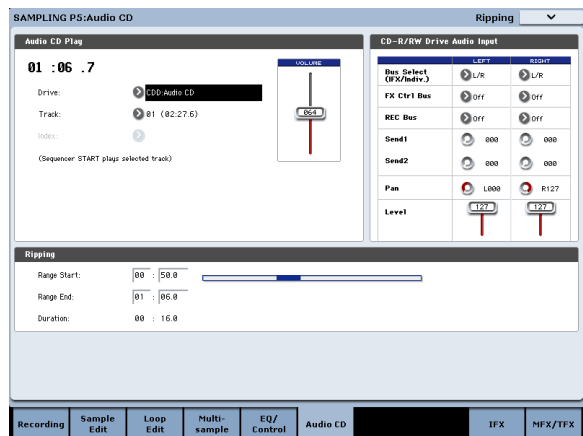 SAMPLING P5:Audio CD Ripping
Audio CD Play
01 :06 .7
Drive: CDD:Audio CD
Track: 01 (02:27.6)
Index:
(Sequencer START plays selected track)
VOLUME
064
CD-R/RW Drive Audio Input
LEFT RIGHT
Bus Select (IFX/Indiv.) L/R L/R
FX Ctrl Bus Off Off
REC Bus Off Off
Send1 000 000
Send2 000 000
Pan L000 R127
Level 127 127
Ripping
Range Start: 00 : 50.0
Range End: 01 : 06.0
Duration: 00 : 16.0
Recording Sample Edit Loop Edit Multi-sample EQ/Control Audio CD IFX MFX/TFX